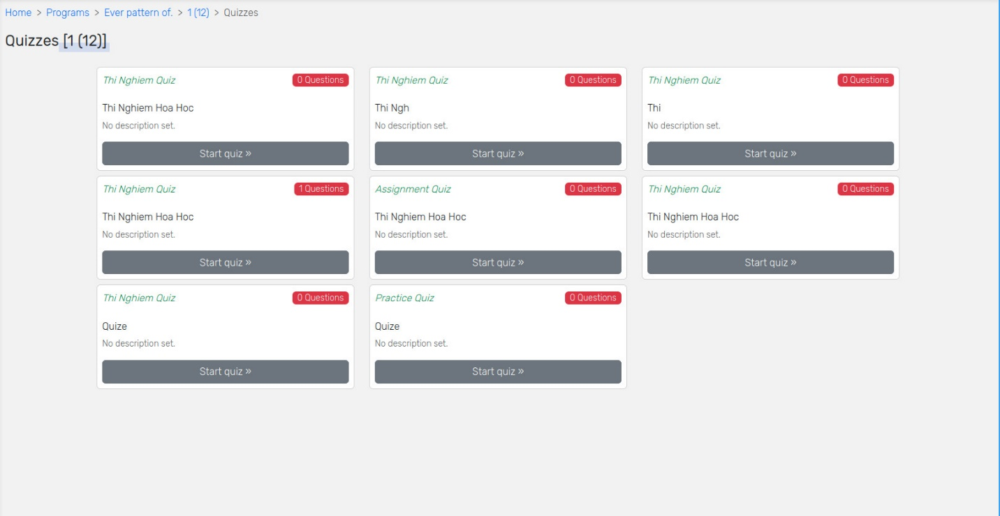 Home > Programs > Ever pattern of. > 1 (12) > Quizzes
Quizzes [1 (12)]
Thi Nghiem Quiz 0 Questions
Thi Nghiem Hoa Hoc
No description set.
Start quiz »
Thi Nghiem Quiz 0 Questions
Thi Ngh
No description set.
Start quiz »
Thi Nghiem Quiz 0 Questions
Thi
No description set.
Start quiz »
Thi Nghiem Quiz 1 Questions
Thi Nghiem Hoa Hoc
No description set.
Start quiz »
Assignment Quiz 0 Questions
Thi Nghiem Hoa Hoc
No description set.
Start quiz »
Thi Nghiem Quiz 0 Questions
Thi Nghiem Hoa Hoc
No description set.
Start quiz »
Thi Nghiem Quiz 0 Questions
Quize
No description set.
Start quiz »
Practice Quiz 0 Questions
Quize
No description set.
Start quiz »